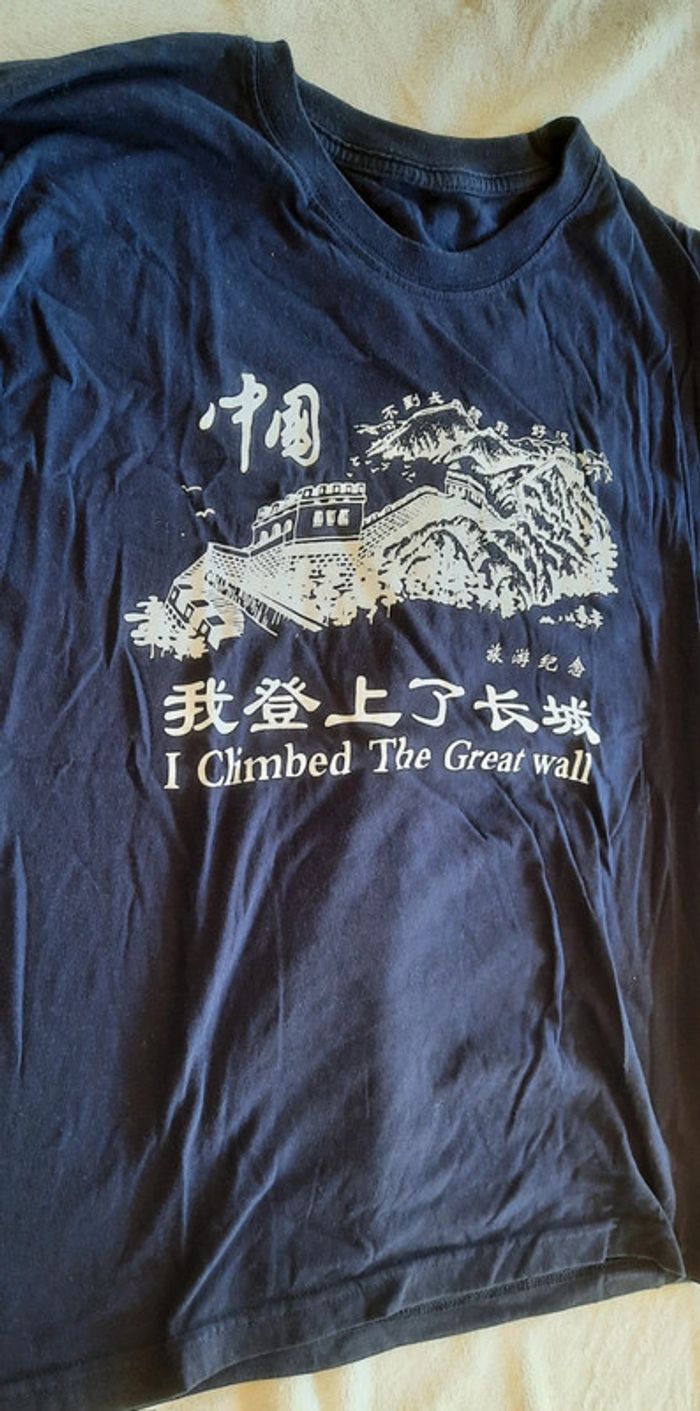 中国
不到长城非好汉
旅游纪念
我登上了长城
I Climbed The Great wall